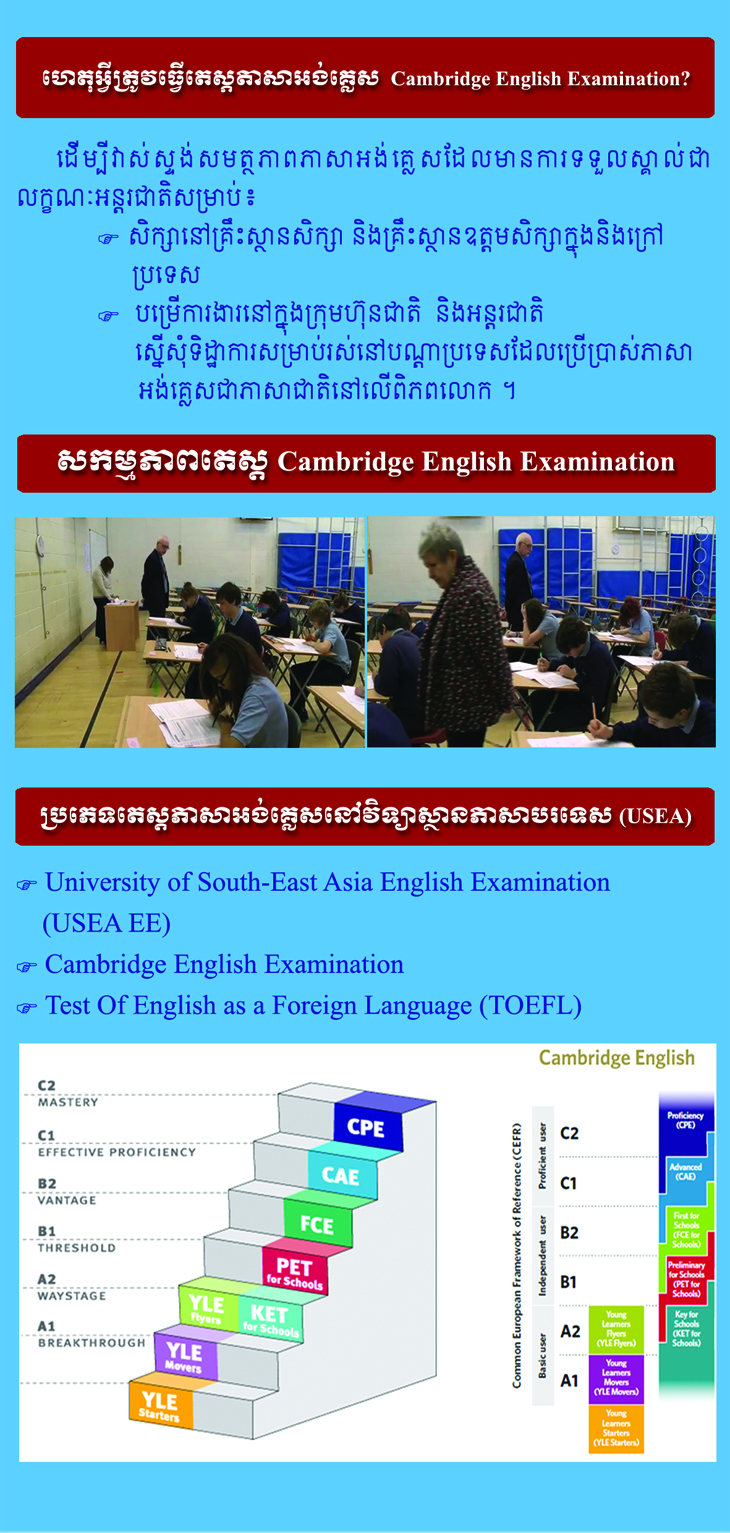 ហេតុអ្វីត្រូវធ្វើតេស្តភាសាអង់គ្លេស Cambridge English Examination?
ដើម្បីវាស់ស្ទង់សមត្ថភាពភាសាអង់គ្លេសដែលមានការទទួលស្គាល់ជា
លក្ខណៈអន្តរជាតិសម្រាប់៖
☞ សិក្សានៅគ្រឹះស្ថានសិក្សា និងគ្រឹះស្ថានឧត្តមសិក្សាក្នុងនិងក្រៅ
ប្រទេស
☞ បម្រើការងារនៅក្នុងក្រុមហ៊ុនជាតិ និងអន្តរជាតិ
ស្នើសុំទិដ្ឋាការសម្រាប់រស់នៅបណ្តាប្រទេសដែលប្រើប្រាស់ភាសា
អង់គ្លេសជាភាសាជាតិនៅលើពិភពលោក ។
សកម្មភាពតេស្ត Cambridge English Examination
ប្រភេទតេស្តភាសាអង់គ្លេសនៅវិទ្យាស្ថានភាសាបរទេស (USEA)
☞ University of South-East Asia English Examination
(USEA EE)
☞ Cambridge English Examination
☞ Test Of English as a Foreign Language (TOEFL)
C2
MASTERY
C1
EFFECTIVE PROFICIENCY
B2
VANTAGE
B1
THRESHOLD
A2
WAYSTAGE
A1
BREAKTHROUGH
CPE
CAE
FCE
PET
for Schools
YLE
Flyers
KET
for Schools
YLE
Movers
YLE
Starters
Cambridge English
Common European Framework of Reference (CEFR)
Proficient user
Independent user
Basic user
C2
C1
B2
B1
A2
A1
Proficiency
(CPE)
Advanced
(CAE)
First for
Schools
(FCE for
Schools)
Preliminary
for Schools
(PET for
Schools)
Key for
Schools
(KET for
Schools)
Young
Learners
Flyers
(YLE Flyers)
Young
Learners
Movers
(YLE Movers)
Young
Learners
Starters
(YLE Starters)